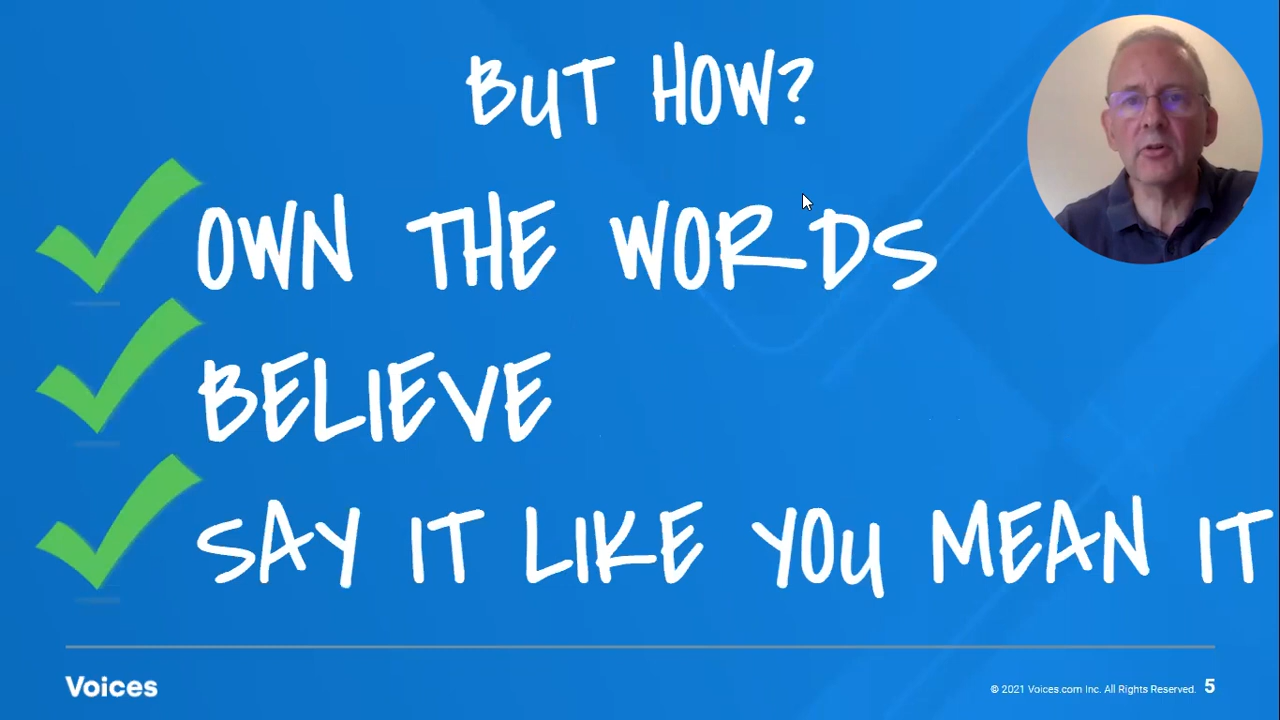 BUT HOW?
OWN THE WORDS
BELIEVE
SAY IT LIKE YOU MEAN IT
Voices
© 2021 Voices.com Inc. All Rights Reserved. 5